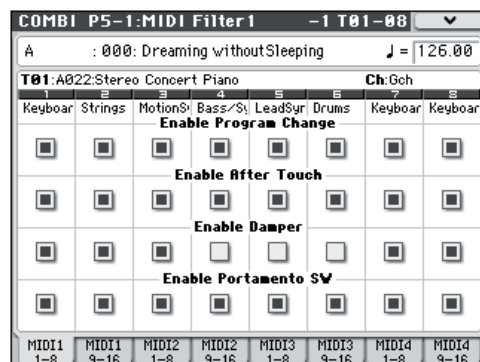 COMBI P5-1:MIDI Filter1 -1 T01-08
A :000: Dreaming withoutSleeping ♩= 126.00
T01:A022:Stereo Concert Piano Ch:Gch
1 2 3 4 5 6 7 8
Keyboar Strings MotionS Bass/Sy LeadSyr Drums Keyboar Keyboar
Enable Program Change
Enable After Touch
Enable Damper
Enable Portamento SW
MIDI1 MIDI1 MIDI2 MIDI2 MIDI3 MIDI3 MIDI4 MIDI4
1-8 9-16 1-8 9-16 1-8 9-16 1-8 9-16